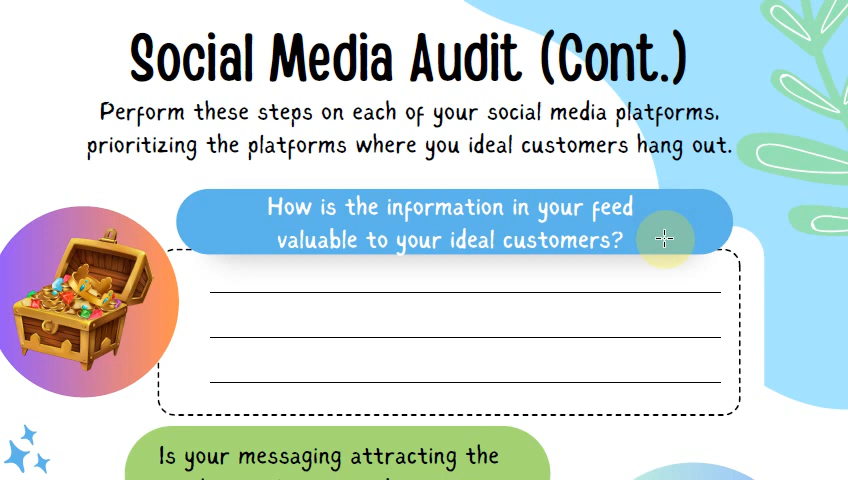 Social Media Audit (Cont.)
Perform these steps on each of your social media platforms,
prioritizing the platforms where you ideal customers hang out.
How is the information in your feed
valuable to your ideal customers?
Is your messaging attracting the